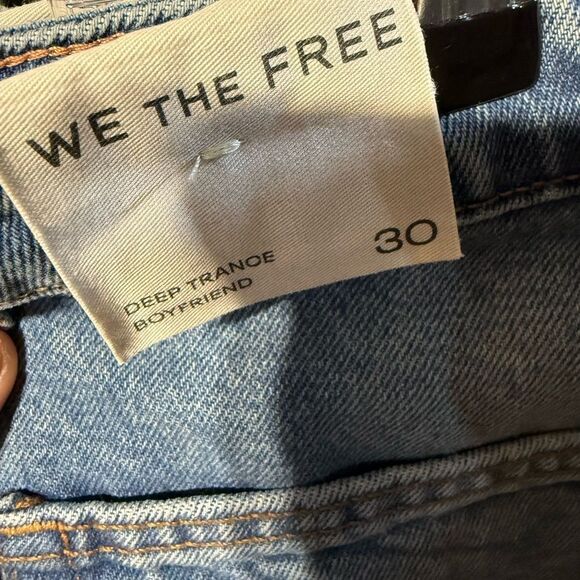 WE THE FREE
30
DEEP TRANCE
BOYFRIEND